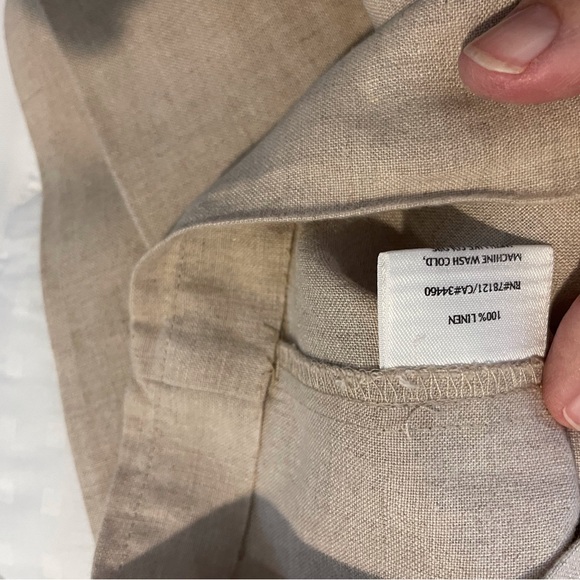 100% LINEN
RN#78121/CA#34460
MACHINE WASH COLD,